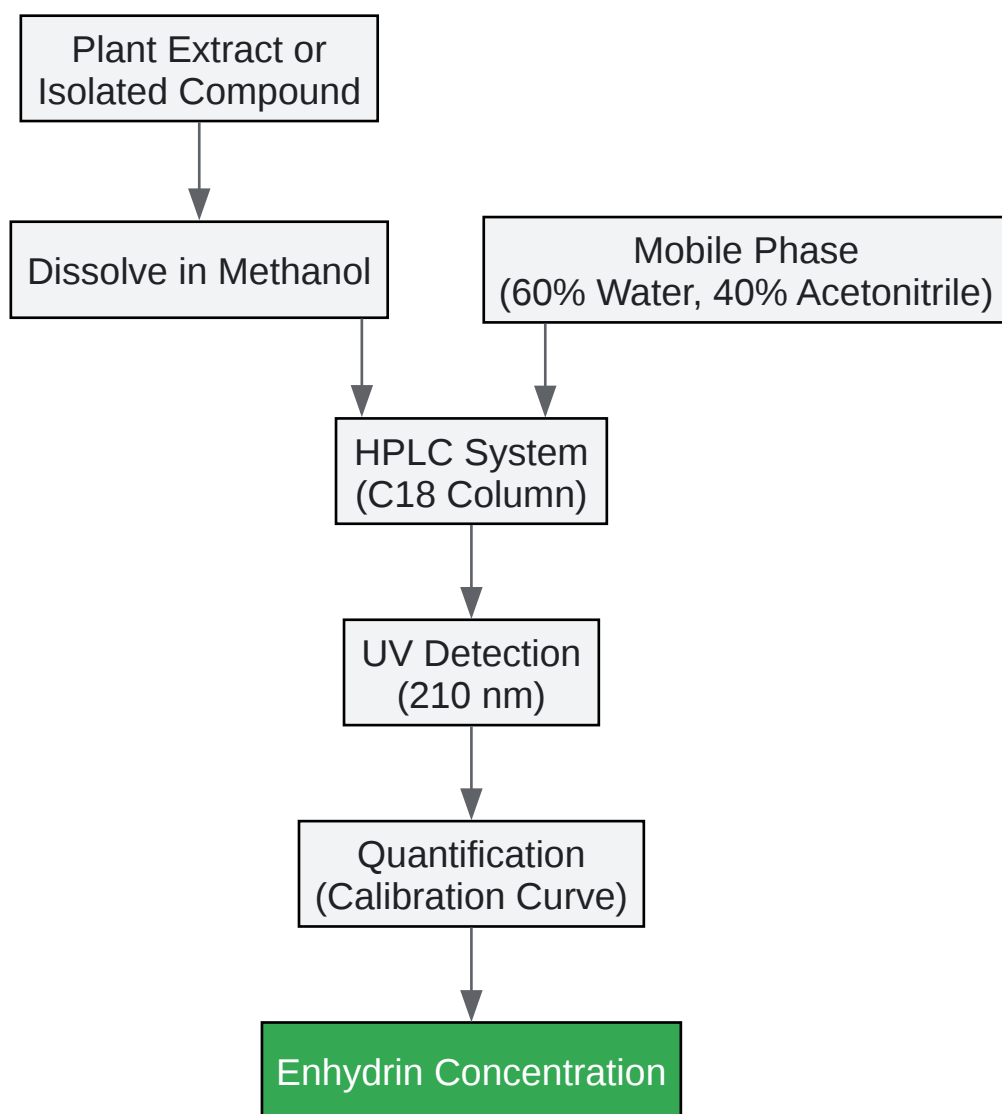 Plant Extract or
Isolated Compound
Dissolve in Methanol
Mobile Phase
(60% Water, 40% Acetonitrile)
HPLC System
(C18 Column)
UV Detection
(210 nm)
Quantification
(Calibration Curve)
Enhydrin Concentration